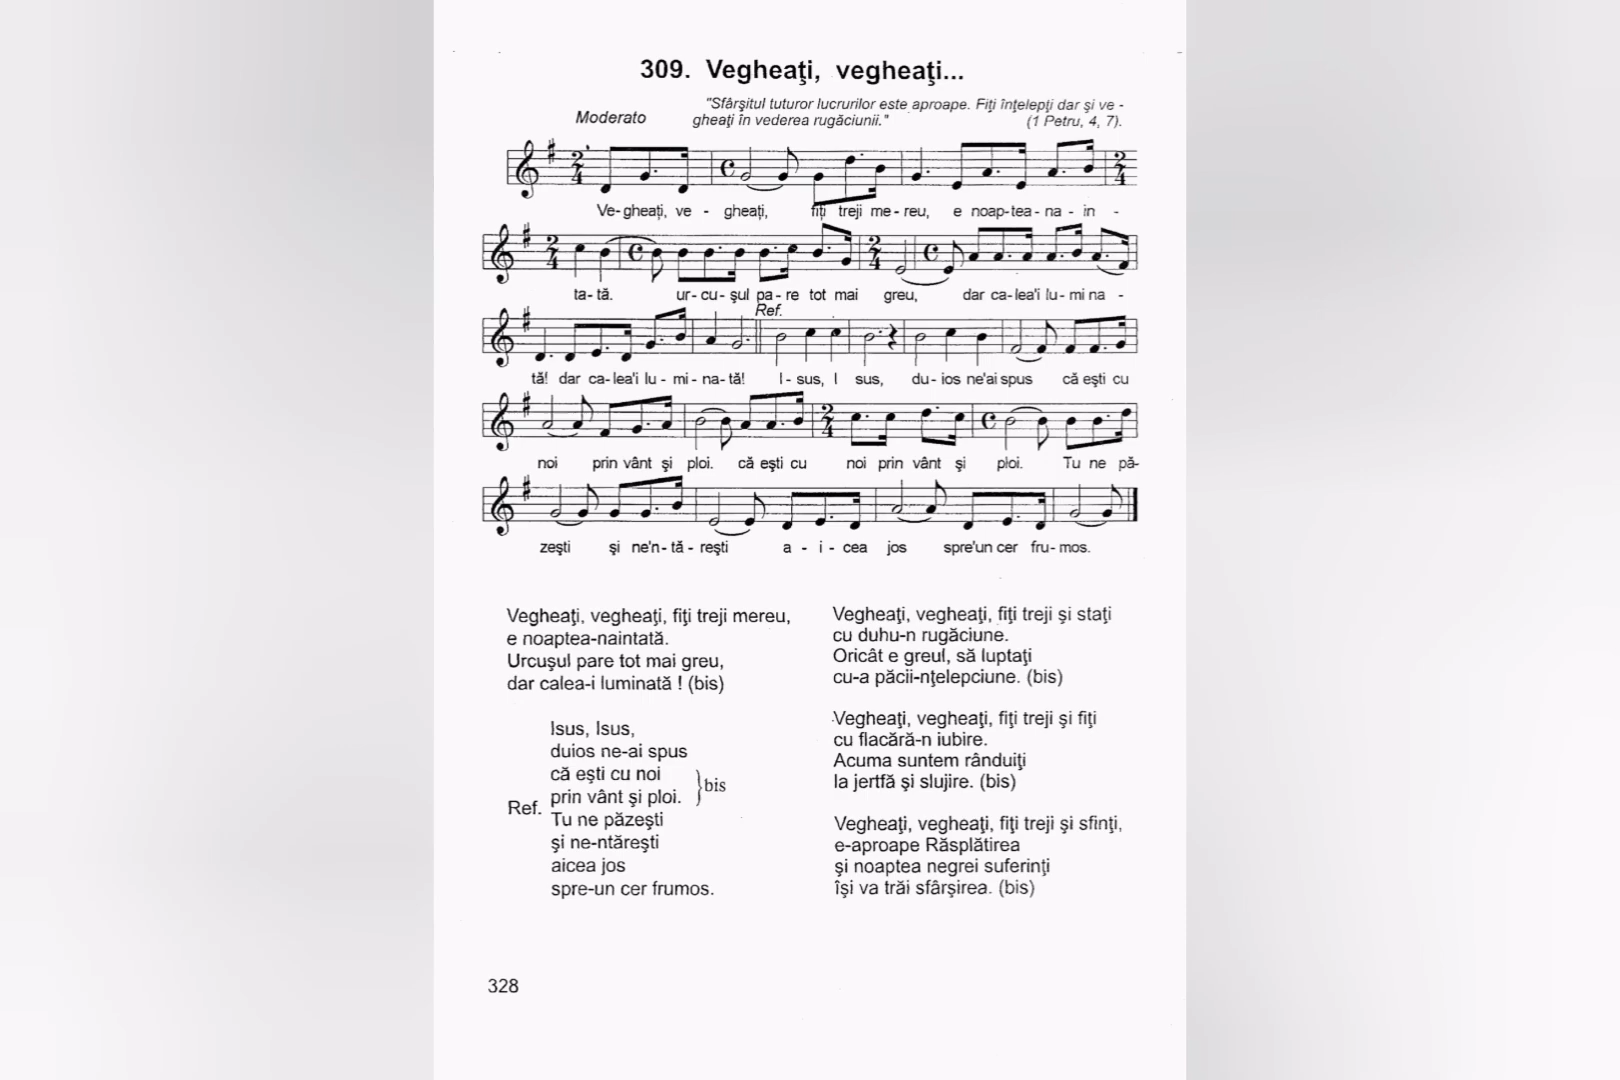 309. Vegheaţi, vegheaţi...
"Sfârşitul tuturor lucrurilor este aproape. Fiţi înţelepţi dar şi ve -
Moderato gheaţi în vederea rugăciunii." (1 Petru, 4, 7).
Ve- gheaţi, ve - gheaţi, fiţi treji me - reu, e noap-tea- na - in -
ta- tă. ur- cu- şul pa - re tot mai greu, dar ca- lea'i lu- mi na -
Ref.
tă! dar ca- lea'i lu - mi - na- tă! I - sus, I sus, du- ios ne'ai spus că eşti cu
noi prin vânt şi ploi. că eşti cu noi prin vânt şi ploi. Tu ne pă-
zeşti şi ne'n- tă - reşti a - i - cea jos spre'un cer fru- mos.
Vegheaţi, vegheaţi, fiţi treji mereu,
e noaptea-naintată.
Urcuşul pare tot mai greu,
dar calea-i luminată ! (bis)
Isus, Isus,
duios ne-ai spus
că eşti cu noi
prin vânt şi ploi.
bis
Ref.
Tu ne păzeşti
şi ne-ntăreşti
aicea jos
spre-un cer frumos.
Vegheaţi, vegheaţi, fiţi treji şi staţi
cu duhu-n rugăciune.
Oricât e greul, să luptaţi
cu-a păcii-nţelepciune. (bis)
Vegheaţi, vegheaţi, fiţi treji şi fiţi
cu flacără-n iubire.
Acuma suntem rânduiţi
la jertfă şi slujire. (bis)
Vegheaţi, vegheaţi, fiţi treji şi sfinţi,
e-aproape Răsplătirea
şi noaptea negrei suferinţi
îşi va trăi sfârşirea. (bis)
328